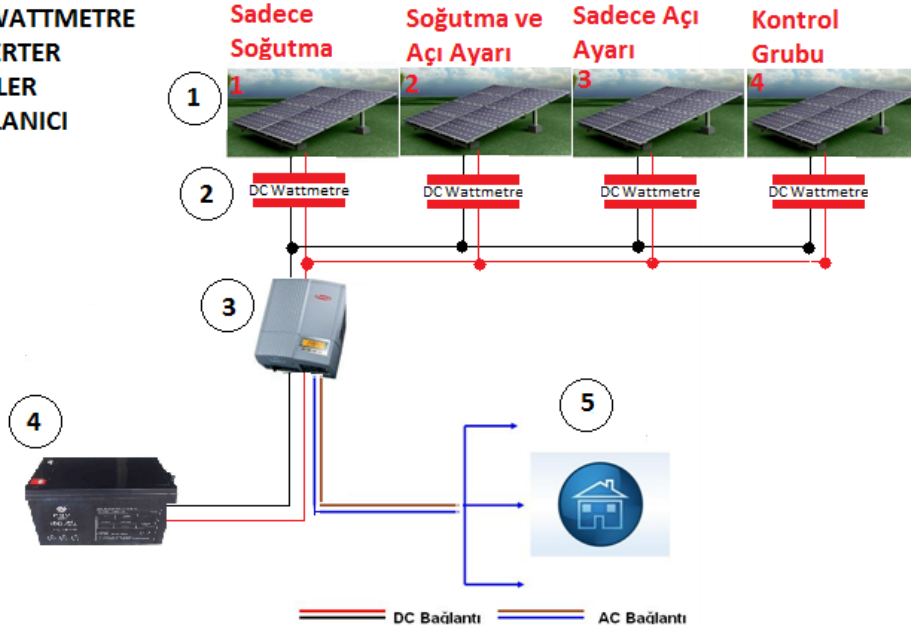 WATTMETRE
RTER
LER
LANICI
Sadece
Soğutma
Soğutma ve
Açı Ayarı
Sadece Açı
Ayarı
Kontrol
Grubu
1
1
2
3
4
2
DC Wattmetre
DC Wattmetre
DC Wattmetre
DC Wattmetre
3
4
5
DC Bağlantı
AC Bağlantı